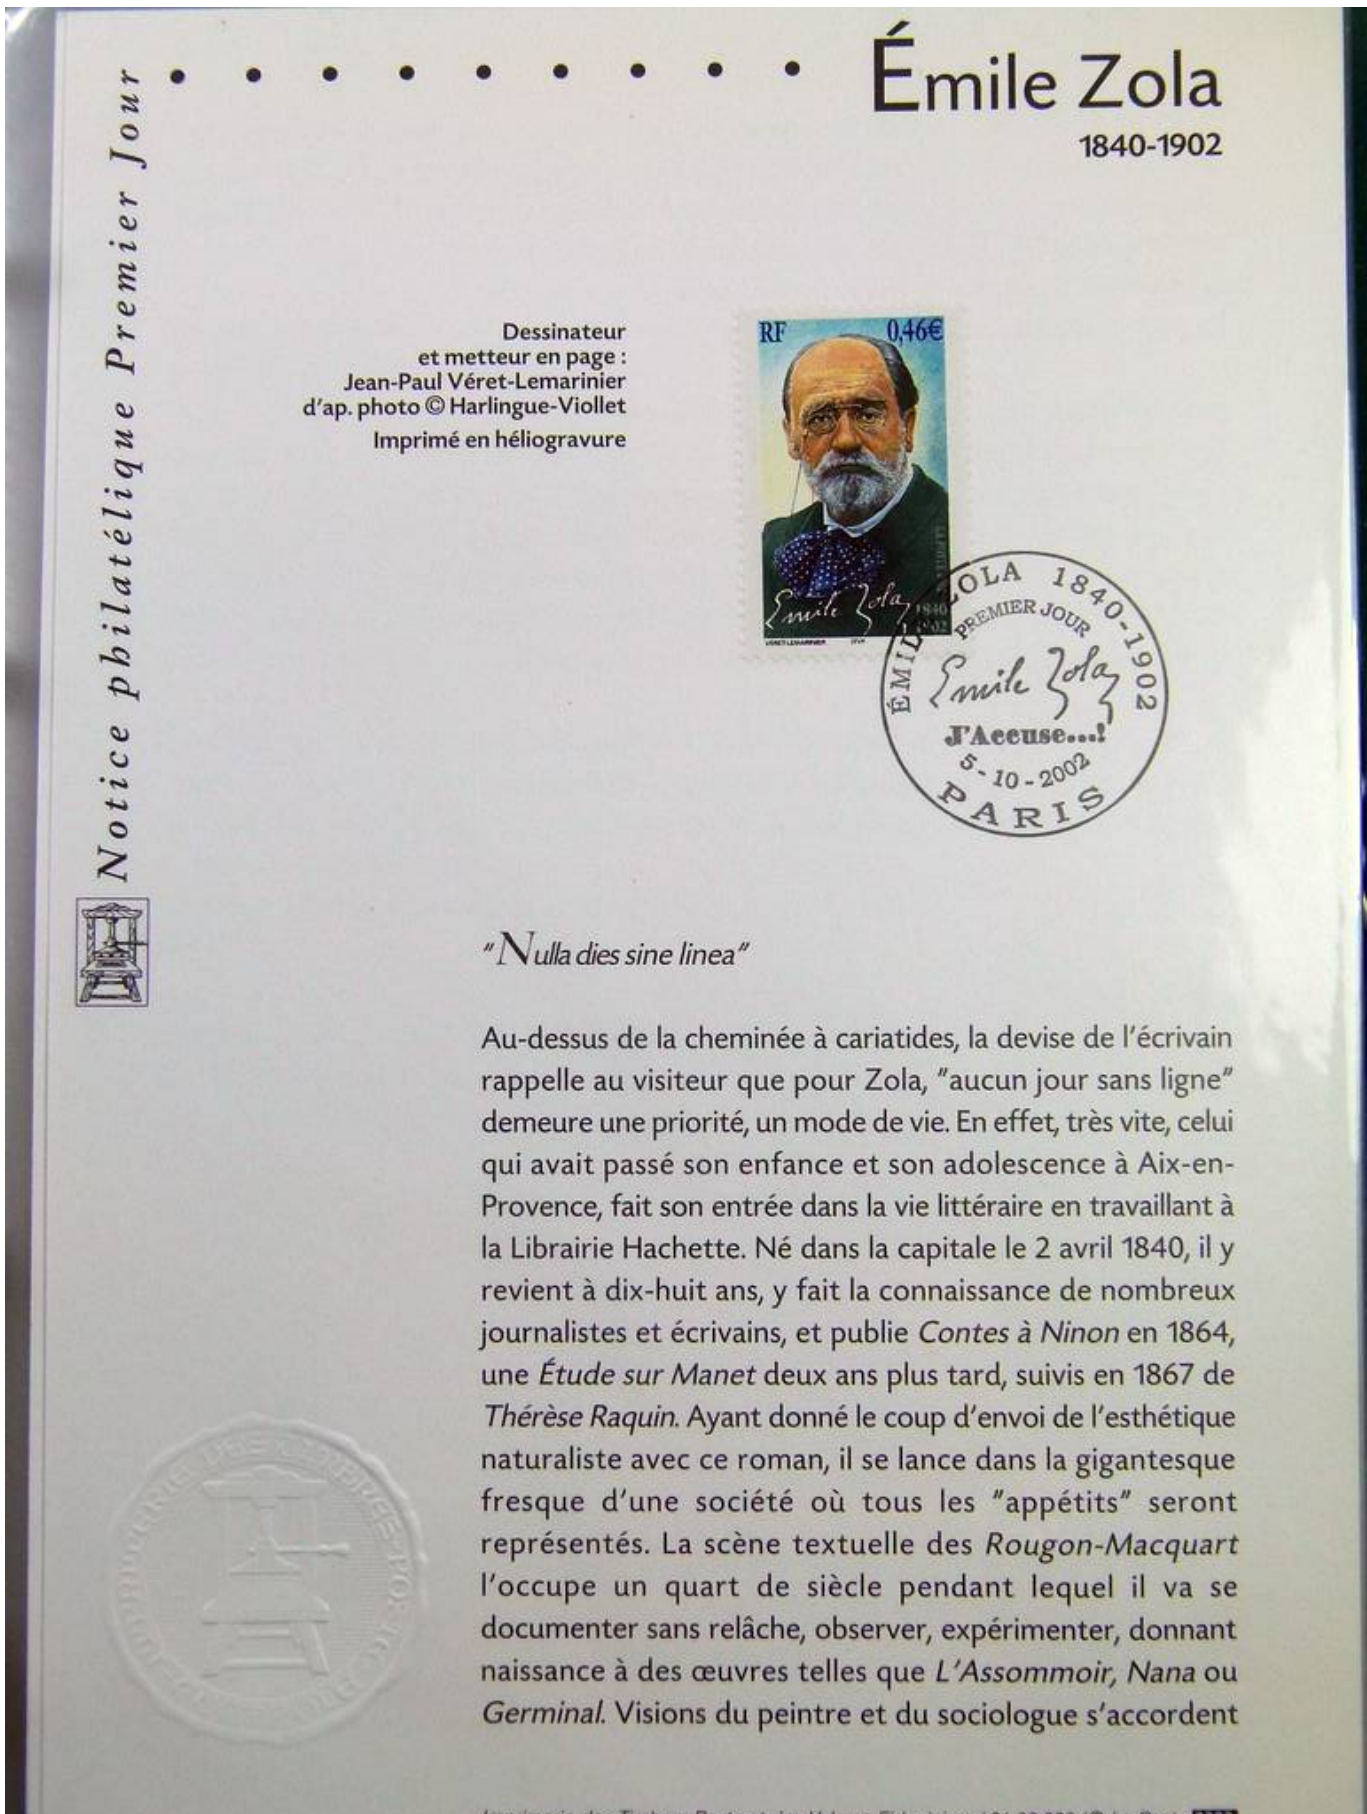 Émile Zola
1840-1902
Notice philatélique Premier Jour
Dessinateur
et metteur en page :
Jean-Paul Véret-Lemarinier
d'ap. photo © Harlingue-Viollet
Imprimé en héliogravure
RF 0,46€
Emile Zola
1840
1902
VÉRET-LEMARINIER
ÉMILE ZOLA 1840-1902
PREMIER JOUR
Emile Zola
J'Accuse...!
5-10-2002
PARIS
"Nulla dies sine linea"
Au-dessus de la cheminée à cariatides, la devise de l'écrivain
rappelle au visiteur que pour Zola, "aucun jour sans ligne"
demeure une priorité, un mode de vie. En effet, très vite, celui
qui avait passé son enfance et son adolescence à Aix-en-
Provence, fait son entrée dans la vie littéraire en travaillant à
la Librairie Hachette. Né dans la capitale le 2 avril 1840, il y
revient à dix-huit ans, y fait la connaissance de nombreux
journalistes et écrivains, et publie Contes à Ninon en 1864,
une Étude sur Manet deux ans plus tard, suivis en 1867 de
Thérèse Raquin. Ayant donné le coup d'envoi de l'esthétique
naturaliste avec ce roman, il se lance dans la gigantesque
fresque d'une société où tous les "appétits" seront
représentés. La scène textuelle des Rougon-Macquart
l'occupe un quart de siècle pendant lequel il va se
documenter sans relâche, observer, expérimenter, donnant
naissance à des œuvres telles que L'Assommoir, Nana ou
Germinal. Visions du peintre et du sociologue s'accordent